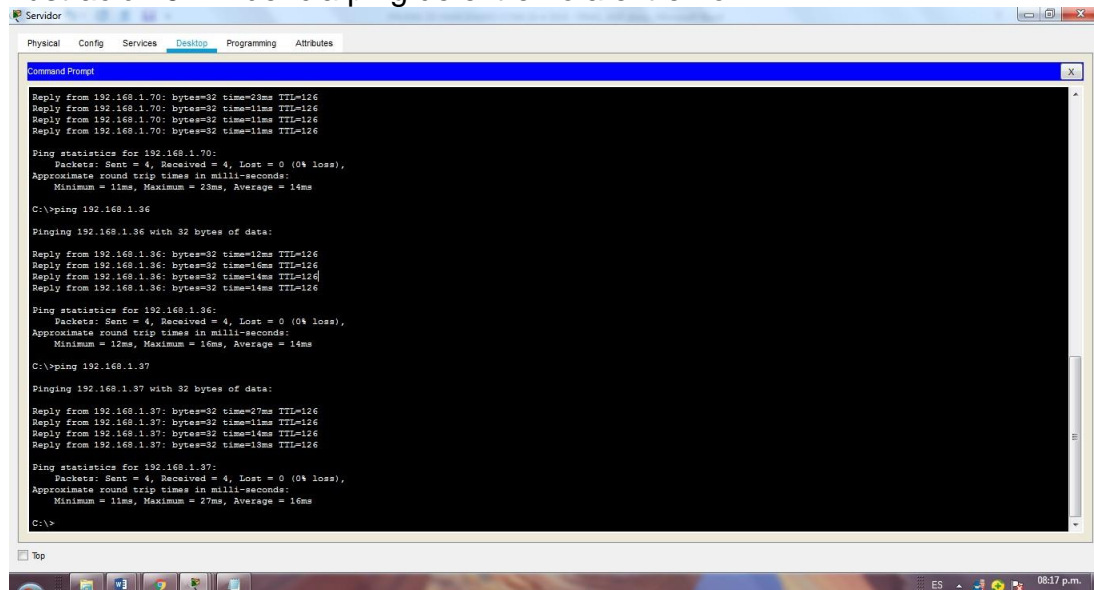 Servidor
Physical Config Services Desktop Programming Attributes
Command Prompt
X
Reply from 192.168.1.70: bytes=32 time=23ms TTL=126
Reply from 192.168.1.70: bytes=32 time=11ms TTL=126
Reply from 192.168.1.70: bytes=32 time=11ms TTL=126
Reply from 192.168.1.70: bytes=32 time=11ms TTL=126
Ping statistics for 192.168.1.70:
Packets: Sent = 4, Received = 4, Lost = 0 (0% loss),
Approximate round trip times in milli-seconds:
Minimum = 11ms, Maximum = 23ms, Average = 14ms
C:\>ping 192.168.1.36
Pinging 192.168.1.36 with 32 bytes of data:
Reply from 192.168.1.36: bytes=32 time=12ms TTL=126
Reply from 192.168.1.36: bytes=32 time=16ms TTL=126
Reply from 192.168.1.36: bytes=32 time=14ms TTL=126
Reply from 192.168.1.36: bytes=32 time=14ms TTL=126
Ping statistics for 192.168.1.36:
Packets: Sent = 4, Received = 4, Lost = 0 (0% loss),
Approximate round trip times in milli-seconds:
Minimum = 12ms, Maximum = 16ms, Average = 14ms
C:\>ping 192.168.1.37
Pinging 192.168.1.37 with 32 bytes of data:
Reply from 192.168.1.37: bytes=32 time=27ms TTL=126
Reply from 192.168.1.37: bytes=32 time=11ms TTL=126
Reply from 192.168.1.37: bytes=32 time=14ms TTL=126
Reply from 192.168.1.37: bytes=32 time=13ms TTL=126
Ping statistics for 192.168.1.37:
Packets: Sent = 4, Received = 4, Lost = 0 (0% loss),
Approximate round trip times in milli-seconds:
Minimum = 11ms, Maximum = 27ms, Average = 16ms
C:\>
Top
ES 08:17 p.m.